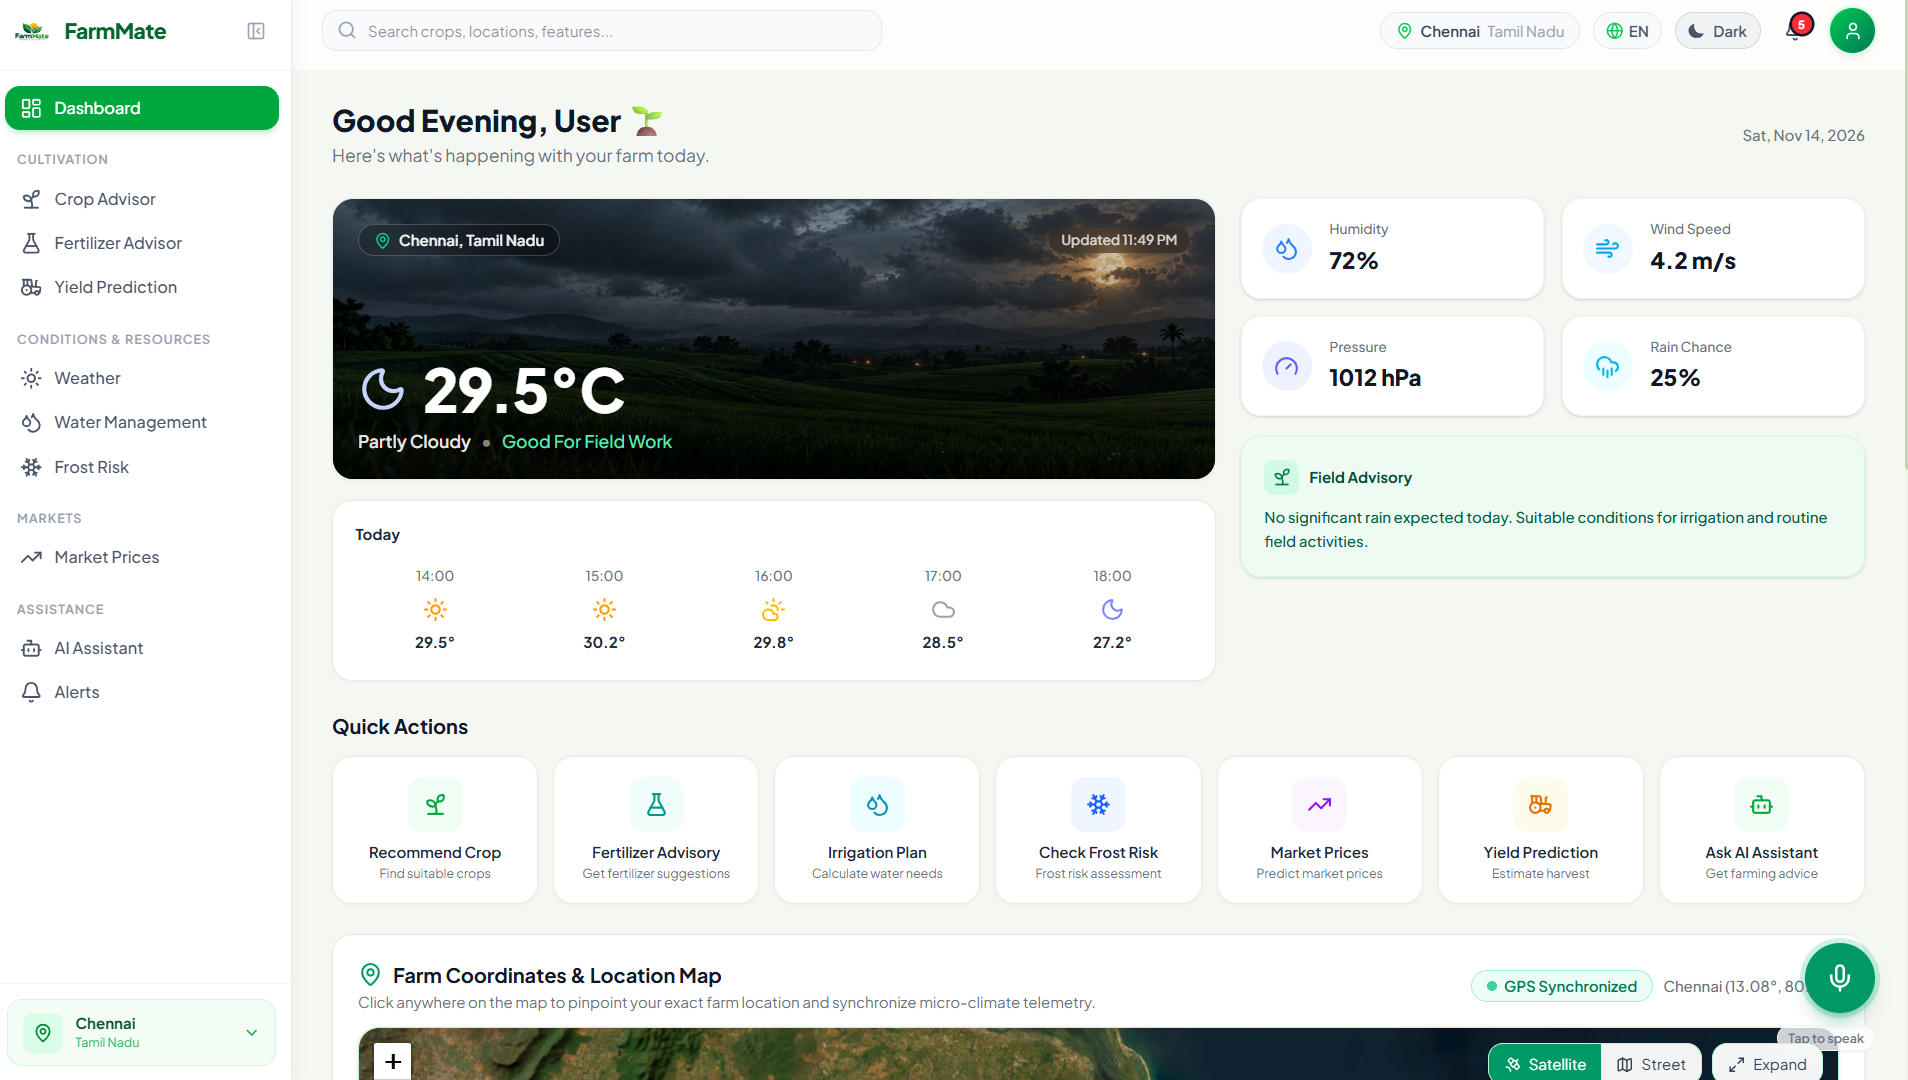 FarmMate
FarmMate
Search crops, locations, features...
Chennai Tamil Nadu
EN
Dark
5
Dashboard
CULTIVATION
Crop Advisor
Fertilizer Advisor
Yield Prediction
CONDITIONS & RESOURCES
Weather
Water Management
Frost Risk
MARKETS
Market Prices
ASSISTANCE
AI Assistant
Alerts
Chennai
Tamil Nadu
Good Evening, User
Here's what's happening with your farm today.
Sat, Nov 14, 2026
Chennai, Tamil Nadu
Updated 11:49 PM
29.5°C
Partly Cloudy • Good For Field Work
Humidity
72%
Wind Speed
4.2 m/s
Pressure
1012 hPa
Rain Chance
25%
Field Advisory
No significant rain expected today. Suitable conditions for irrigation and routine
field activities.
Today
14:00 15:00 16:00 17:00 18:00
29.5° 30.2° 29.8° 28.5° 27.2°
Quick Actions
Recommend Crop
Find suitable crops
Fertilizer Advisory
Get fertilizer suggestions
Irrigation Plan
Calculate water needs
Check Frost Risk
Frost risk assessment
Market Prices
Predict market prices
Yield Prediction
Estimate harvest
Ask AI Assistant
Get farming advice
Farm Coordinates & Location Map
Click anywhere on the map to pinpoint your exact farm location and synchronize micro-climate telemetry.
GPS Synchronized
Chennai (13.08°, 80
Tap to speak
+
Satellite
Street
Expand